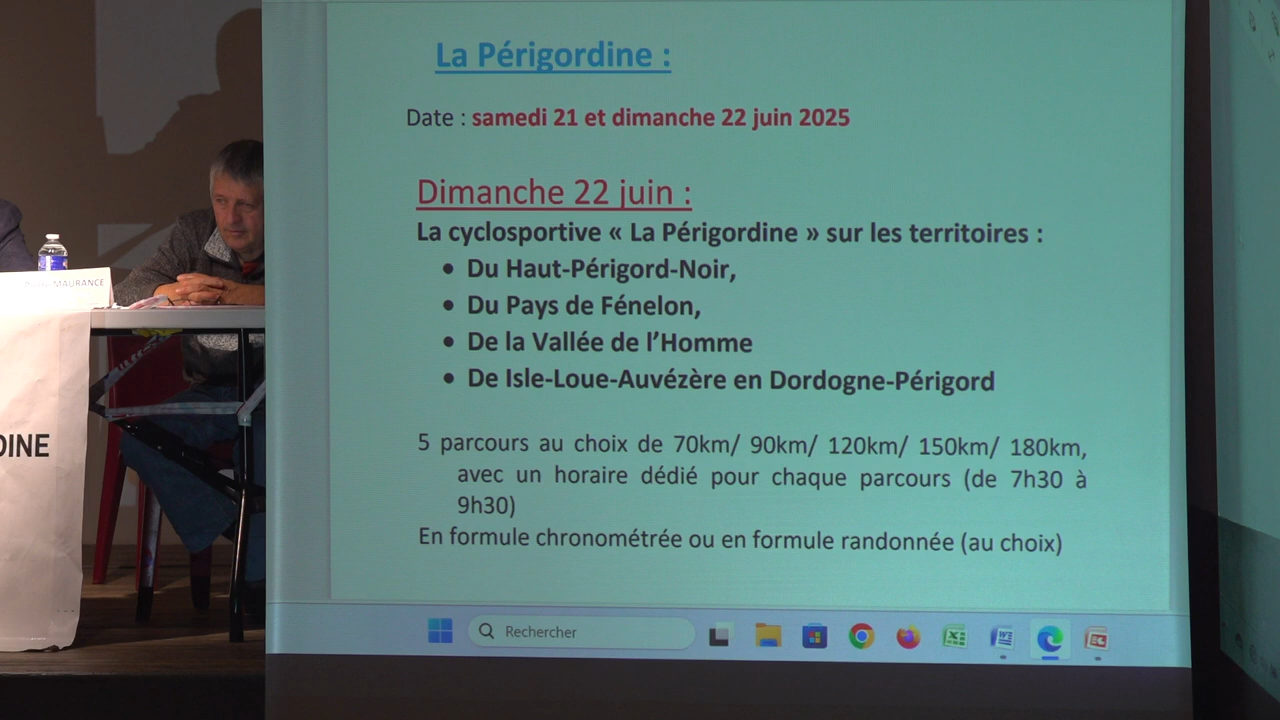 La Périgordine :
Date : samedi 21 et dimanche 22 juin 2025
Dimanche 22 juin :
La cyclosportive « La Périgordine » sur les territoires :
• Du Haut-Périgord-Noir,
• Du Pays de Fénelon,
• De la Vallée de l’Homme
• De Isle-Loue-Auvézère en Dordogne-Périgord
5 parcours au choix de 70km/ 90km/ 120km/ 150km/ 180km,
avec un horaire dédié pour chaque parcours (de 7h30 à
9h30)
En formule chronométrée ou en formule randonnée (au choix)
Rechercher
MAURANCE
DINE